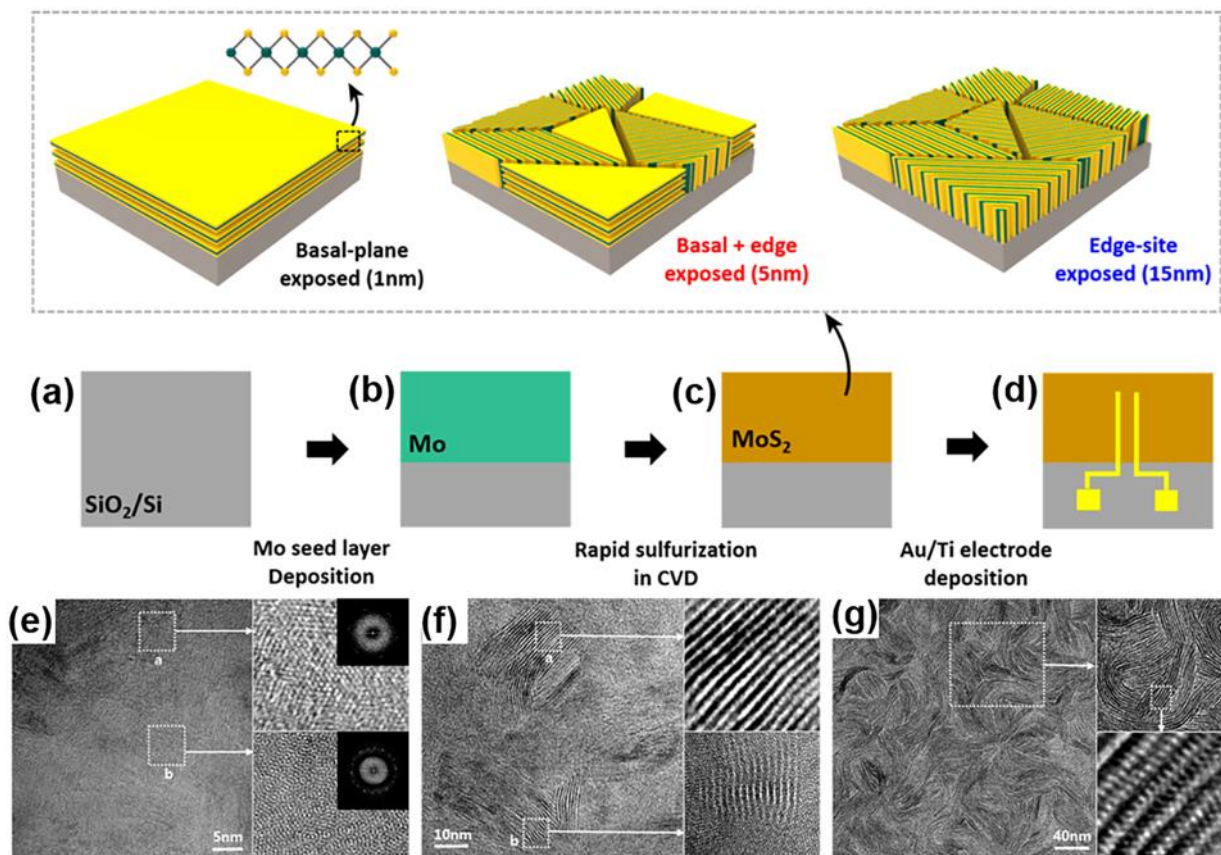 Basal-plane
exposed (1nm)
Basal + edge
exposed (5nm)
Edge-site
exposed (15nm)
(a)
SiO₂/Si
(b)
Mo
(c)
MoS₂
(d)
Mo seed layer
Deposition
Rapid sulfurization
in CVD
Au/Ti electrode
deposition
(e)
a
b
5nm
(f)
a
b
10nm
(g)
40nm